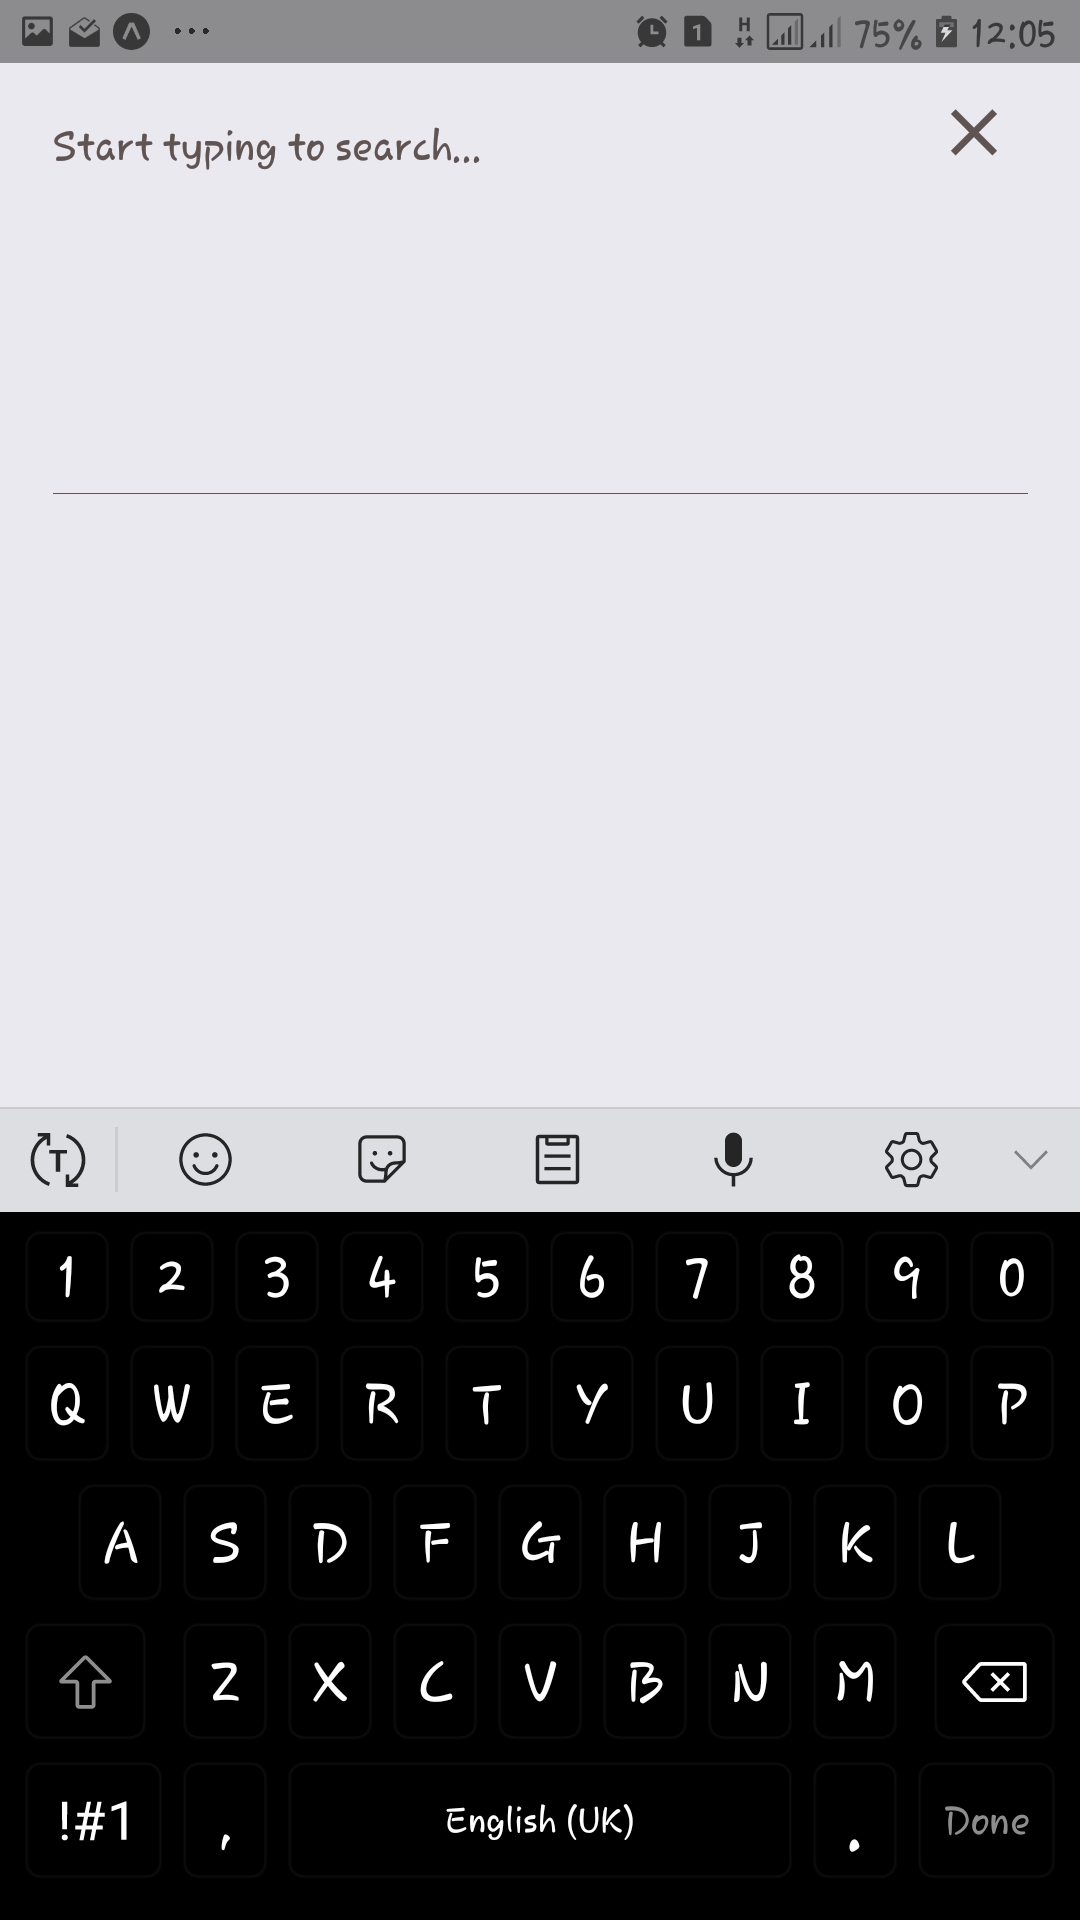 1 H 75% 12:05
Start typing to search...
T
1 2 3 4 5 6 7 8 9 0
Q W E R T Y U I O P
A S D F G H J K L
Z X C V B N M
!#1 , English (UK) . Done